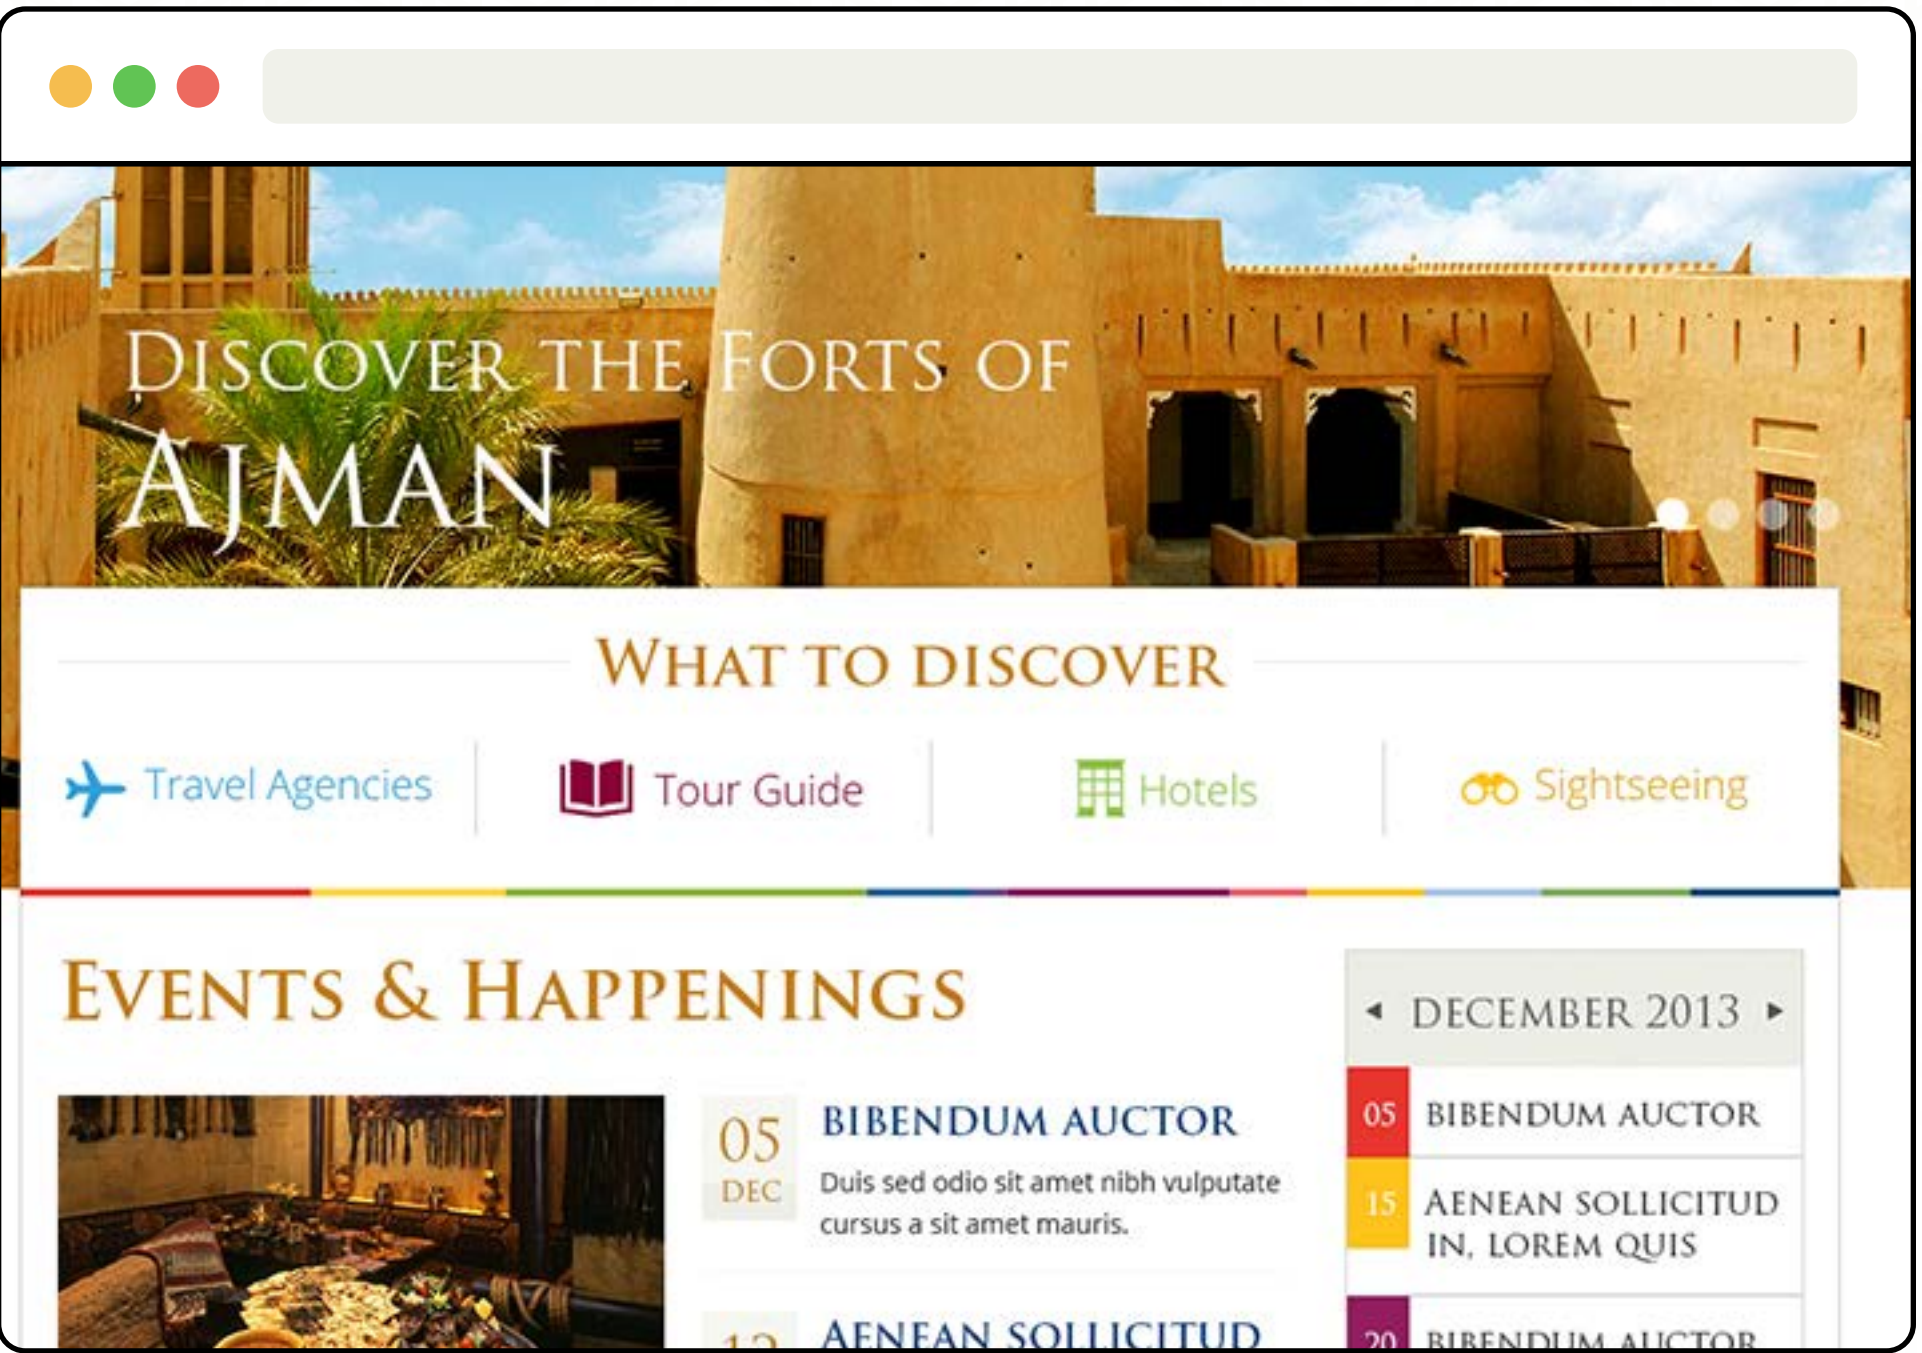 Discover the Forts of
Ajman
What to discover
Travel Agencies
Tour Guide
Hotels
Sightseeing
Events & Happenings
05
DEC
BIBENDUM AUCTOR
Duis sed odio sit amet nibh vulputate
cursus a sit amet mauris.
AENEAN SOLLICITUD
DECEMBER 2013
05
BIBENDUM AUCTOR
15
AENEAN SOLLICITUD
IN, LOREM QUIS
20
BIBENDUM AUCTOR